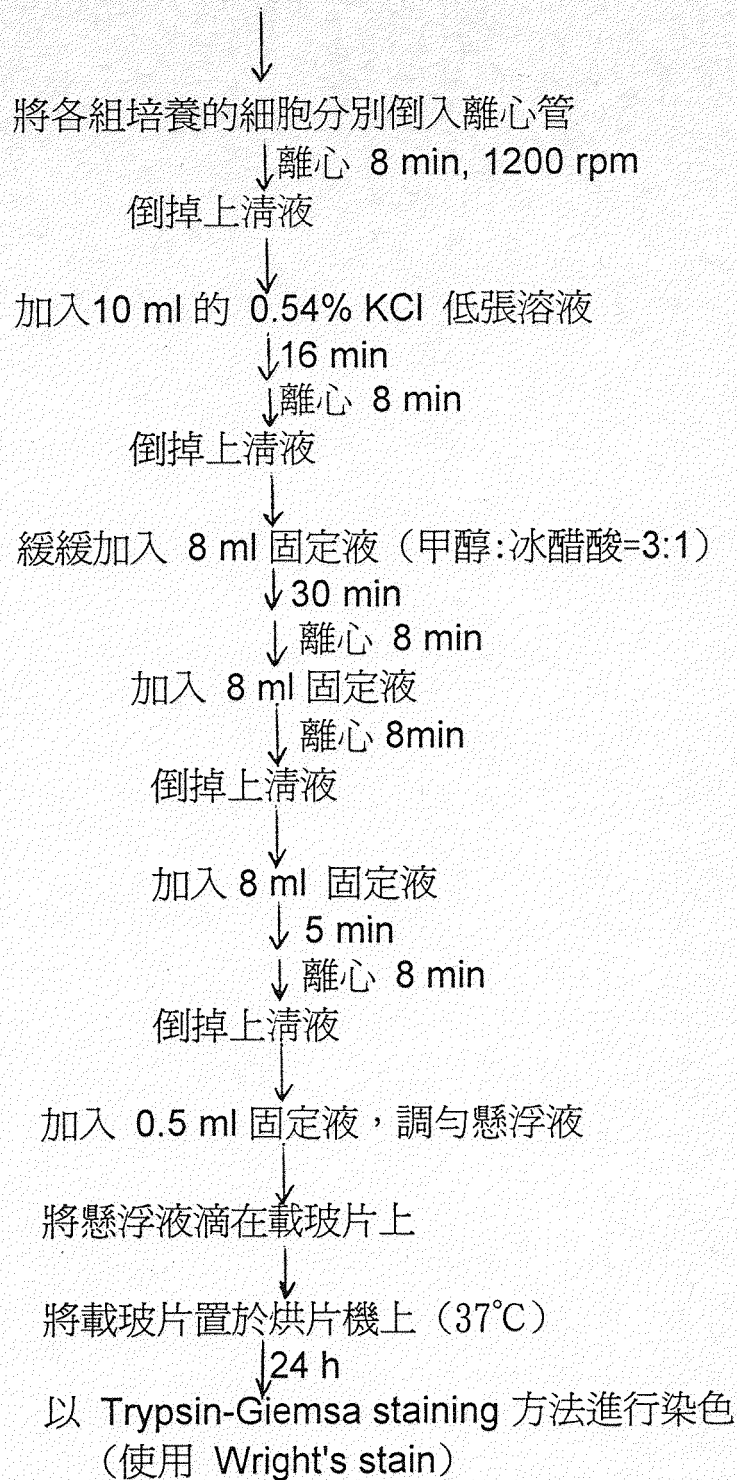 將各組培養的細胞分別倒入離心管
離心 8 min, 1200 rpm
倒掉上清液
加入10 ml 的 0.54% KCl 低張溶液
16 min
離心 8 min
倒掉上清液
緩緩加入 8 ml 固定液（甲醇:冰醋酸=3:1）
30 min
離心 8 min
加入 8 ml 固定液
離心 8min
倒掉上清液
加入 8 ml 固定液
5 min
離心 8 min
倒掉上清液
加入 0.5 ml 固定液，調勻懸浮液
將懸浮液滴在載玻片上
將載玻片置於烘片機上（37℃）
24 h
以 Trypsin-Giemsa staining 方法進行染色
（使用 Wright's stain）